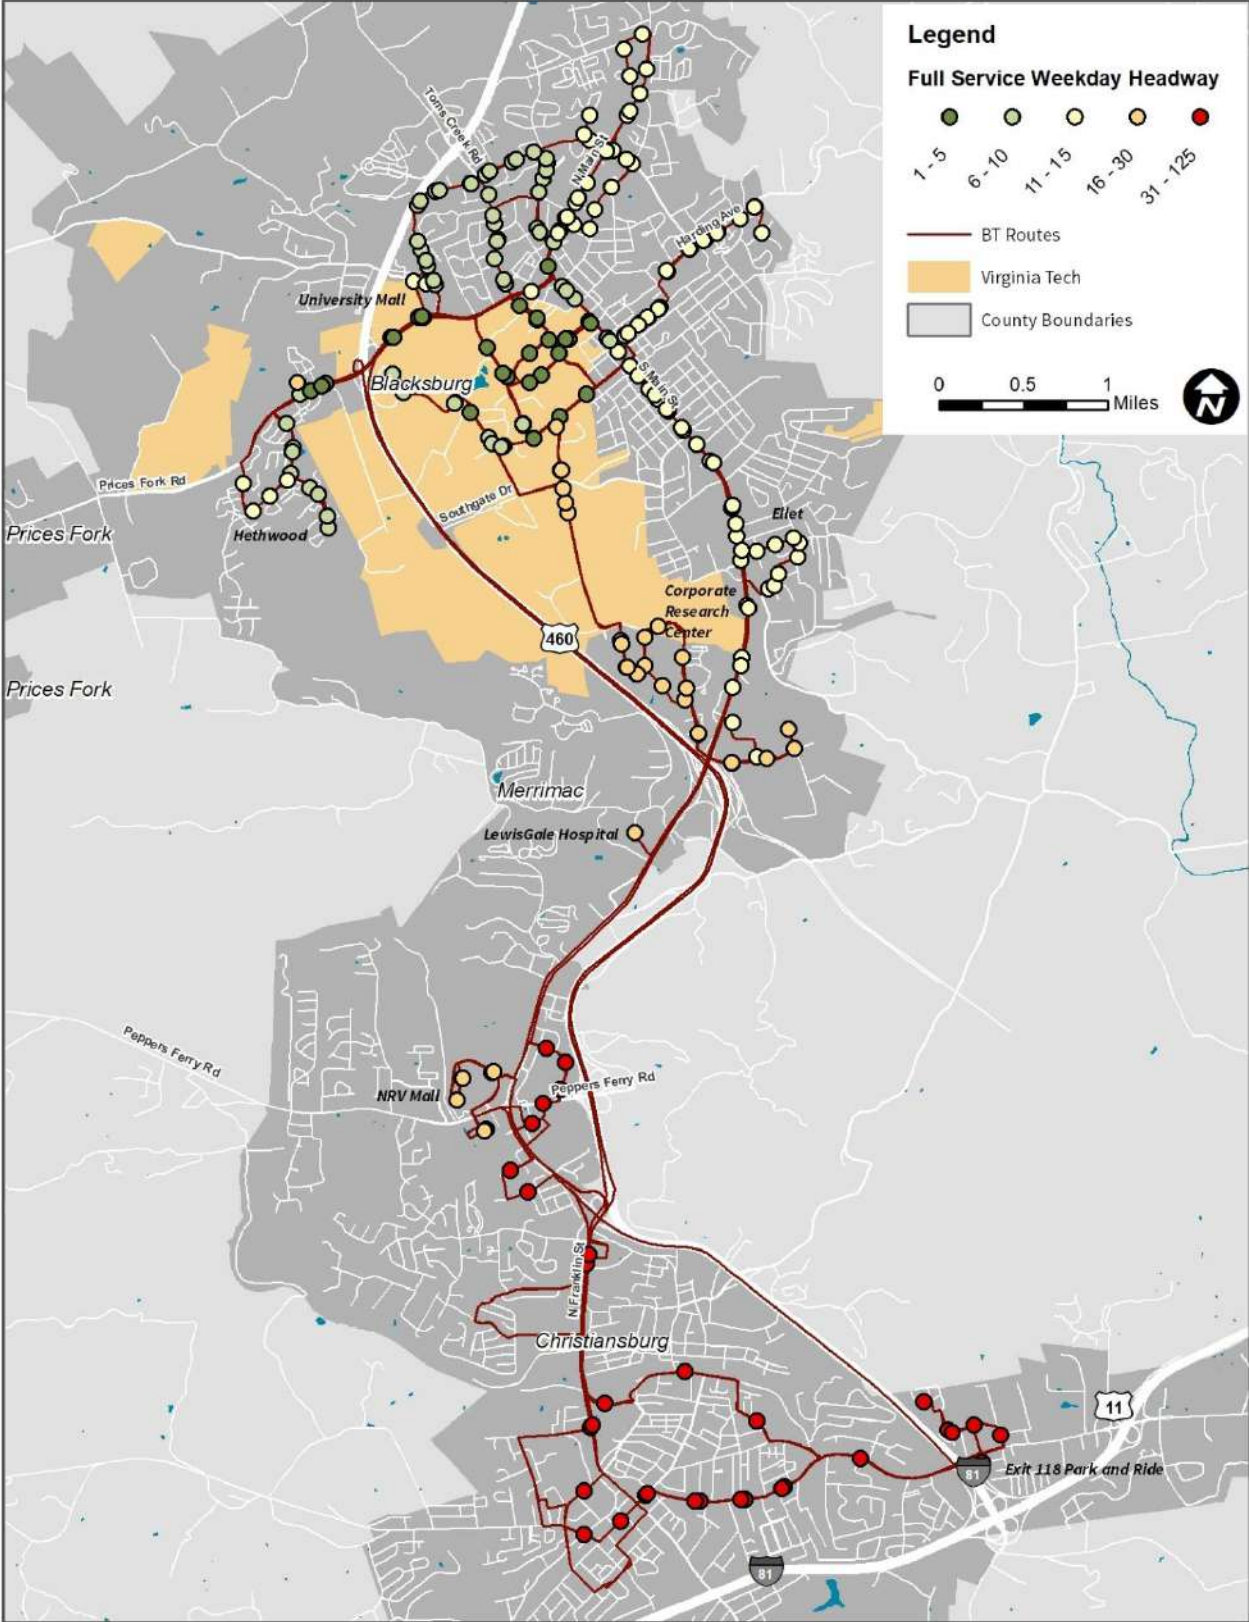 Legend
Full Service Weekday Headway
1 - 5
6 - 10
11 - 15
16 - 30
31 - 125
BT Routes
Virginia Tech
County Boundaries
0 0.5 1
Miles
N
Toms Creek Rd
N Main St
Harding Ave
University Mall
Blacksburg
S Main St
Prices Fork Rd
Southgate Dr
Ellet
Prices Fork
Hethwood
Corporate
Research
Center
460
Prices Fork
Merrimac
LewisGale Hospital
Peppers Ferry Rd
Peppers Ferry Rd
NRV Mall
N Franklin St
Christiansburg
11
81
Exit 118 Park and Ride
81